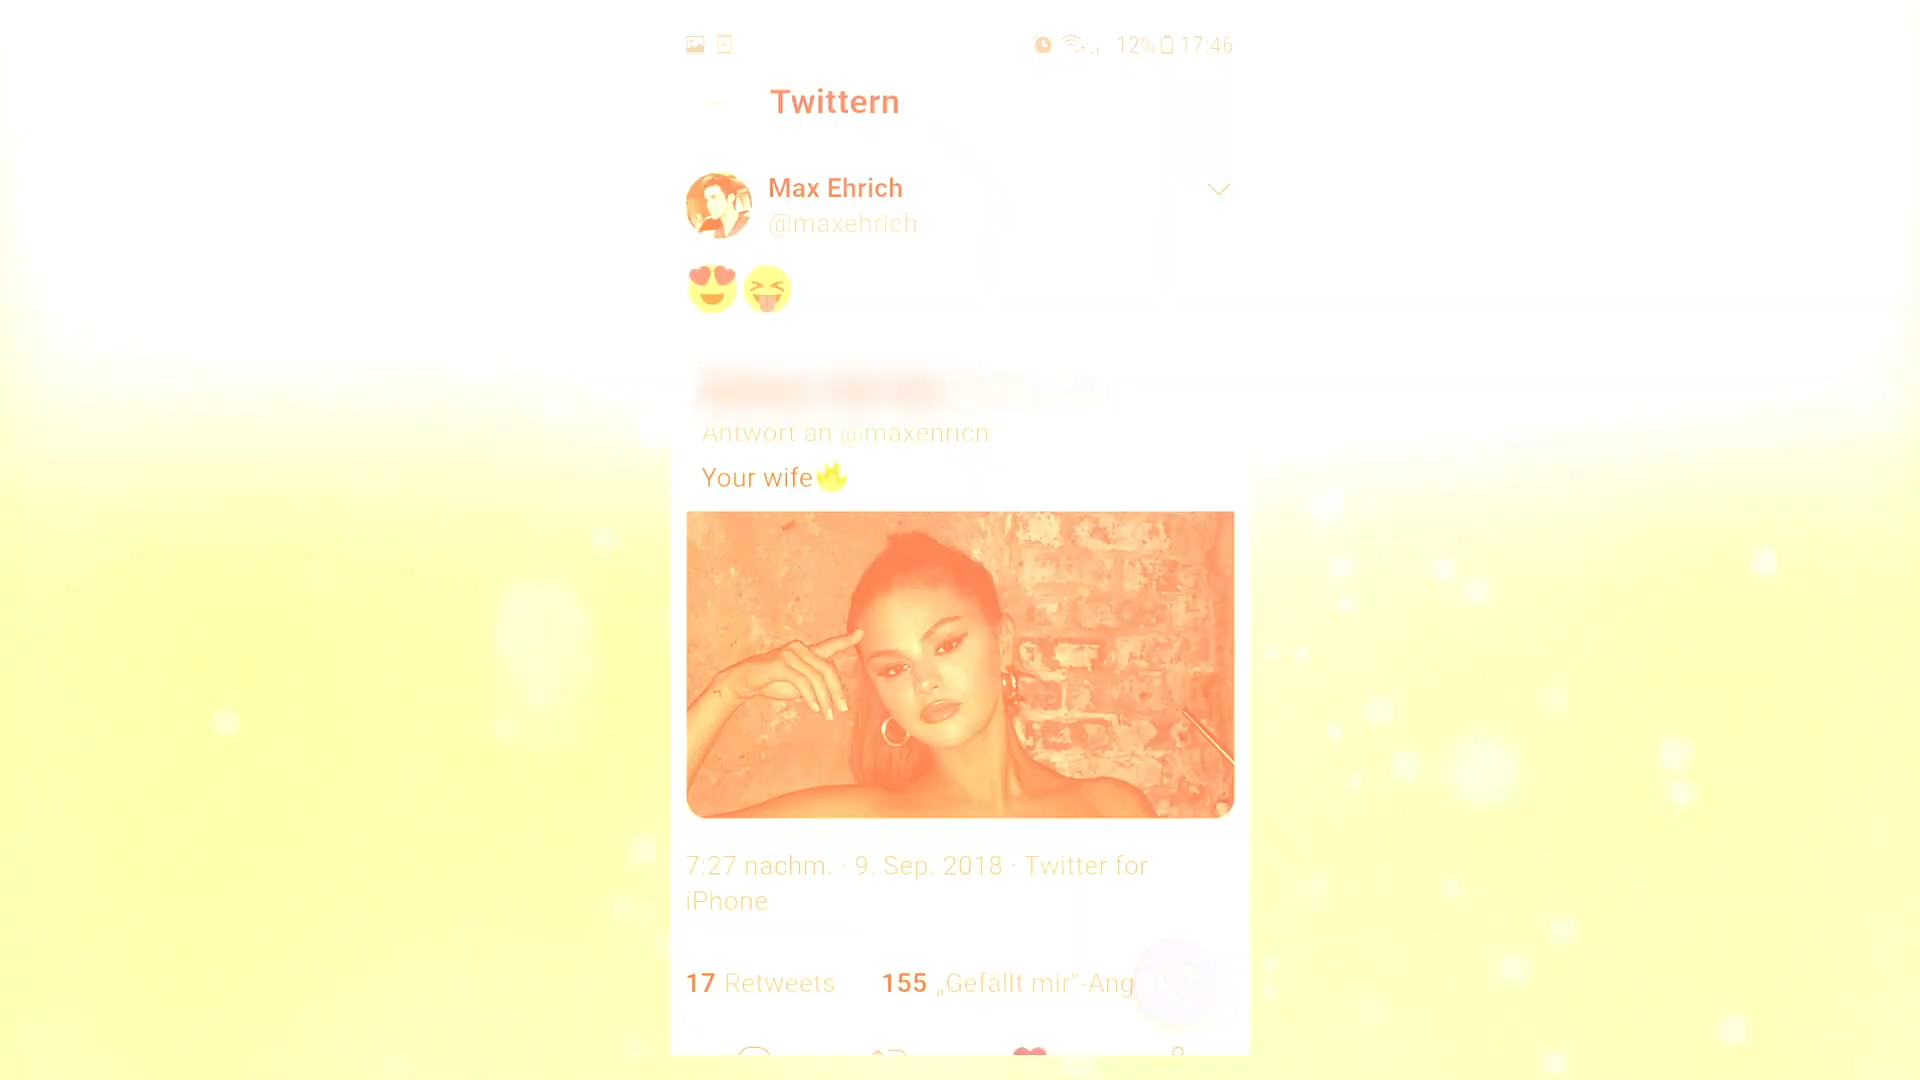 12% 17:46
Twittern
Max Ehrich
@maxehrich
Antwort an @maxehrich
Your wife
7:27 nachm. · 9. Sep. 2018 · Twitter for
iPhone
17 Retweets 155 „Gefällt mir“-Ang